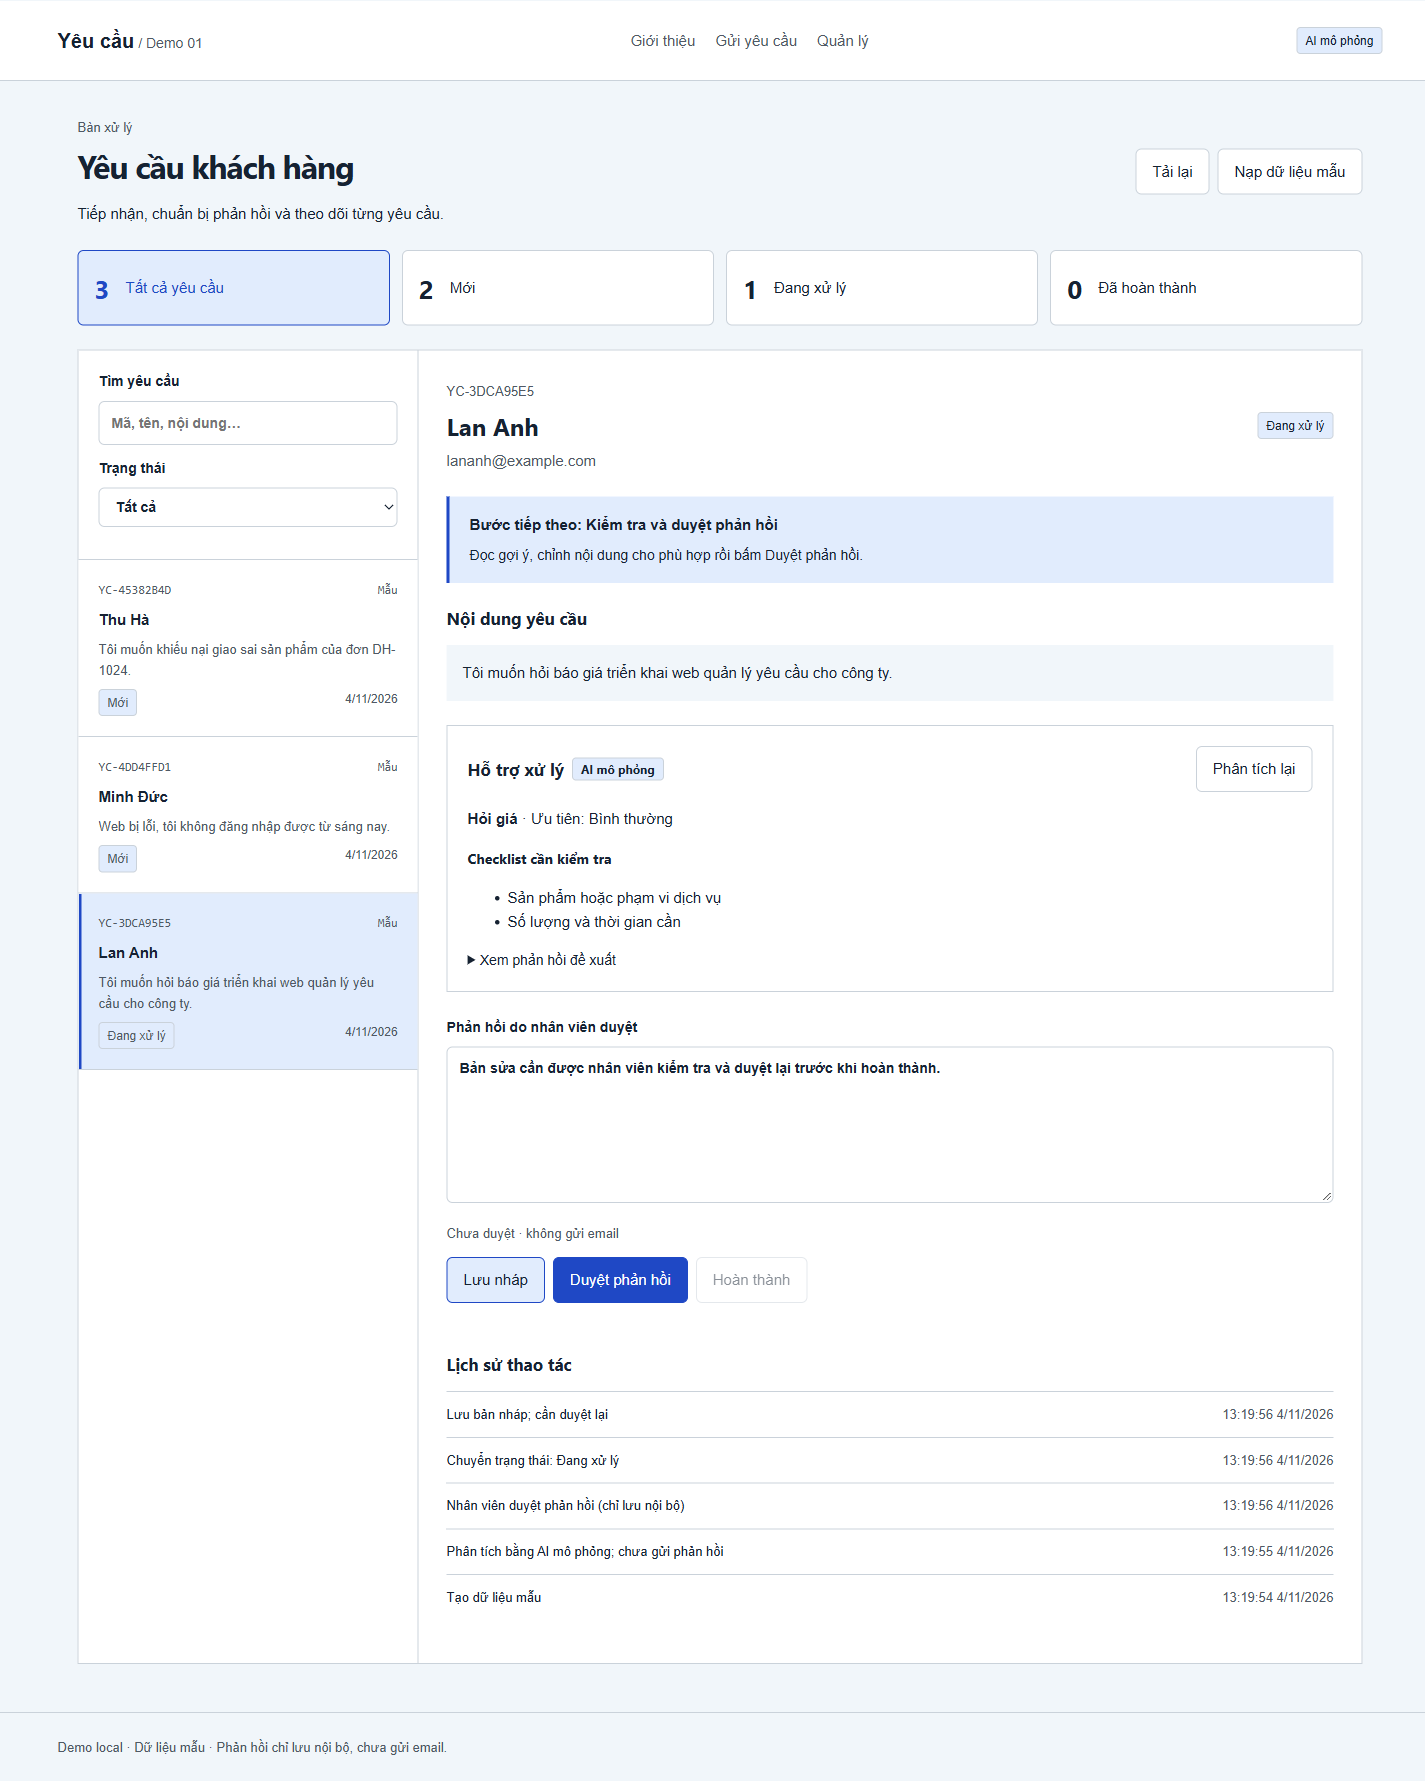 Yêu cầu / Demo 01
Giới thiệu Gửi yêu cầu Quản lý
AI mô phỏng
Bàn xử lý
Yêu cầu khách hàng
Tiếp nhận, chuẩn bị phản hồi và theo dõi từng yêu cầu.
Tải lại
Nạp dữ liệu mẫu
3 Tất cả yêu cầu
2 Mới
1 Đang xử lý
0 Đã hoàn thành
Tìm yêu cầu
Mã, tên, nội dung...
Trạng thái
Tất cả
YC-45382B4D Mẫu
Thu Hà
Tôi muốn khiếu nại giao sai sản phẩm của đơn DH-
1024.
Mới 4/11/2026
YC-4DD4FFD1 Mẫu
Minh Đức
Web bị lỗi, tôi không đăng nhập được từ sáng nay.
Mới 4/11/2026
YC-3DCA95E5 Mẫu
Lan Anh
Tôi muốn hỏi báo giá triển khai web quản lý yêu
cầu cho công ty.
Đang xử lý 4/11/2026
YC-3DCA95E5
Lan Anh
Đang xử lý
lananh@example.com
Bước tiếp theo: Kiểm tra và duyệt phản hồi
Đọc gợi ý, chỉnh nội dung cho phù hợp rồi bấm Duyệt phản hồi.
Nội dung yêu cầu
Tôi muốn hỏi báo giá triển khai web quản lý yêu cầu cho công ty.
Hỗ trợ xử lý AI mô phỏng
Phân tích lại
Hỏi giá · Ưu tiên: Bình thường
Checklist cần kiểm tra
• Sản phẩm hoặc phạm vi dịch vụ
• Số lượng và thời gian cần
Xem phản hồi đề xuất
Phản hồi do nhân viên duyệt
Bản sửa cần được nhân viên kiểm tra và duyệt lại trước khi hoàn thành.
Chưa duyệt · không gửi email
Lưu nháp
Duyệt phản hồi
Hoàn thành
Lịch sử thao tác
Lưu bản nháp; cần duyệt lại 13:19:56 4/11/2026
Chuyển trạng thái: Đang xử lý 13:19:56 4/11/2026
Nhân viên duyệt phản hồi (chỉ lưu nội bộ) 13:19:56 4/11/2026
Phân tích bằng AI mô phỏng; chưa gửi phản hồi 13:19:55 4/11/2026
Tạo dữ liệu mẫu 13:19:54 4/11/2026
Demo local · Dữ liệu mẫu · Phản hồi chỉ lưu nội bộ, chưa gửi email.